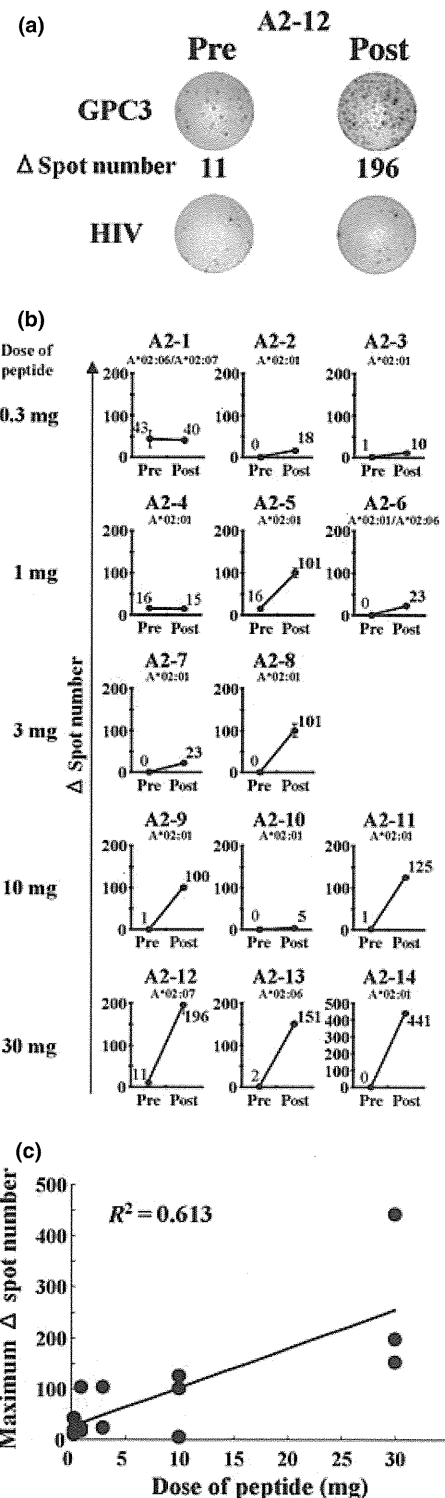 (a)
A2-12
Pre Post
GPC3
Δ Spot number 11 196
HIV
(b)
Dose of
peptide
A2-1 A2-2 A2-3
A*02:06/A*02:07 A*02:01 A*02:01
0.3 mg
200
100
0
43 40
Pre Post
200
100
0
0 18
Pre Post
200
100
0
1 10
Pre Post
A2-4 A2-5 A2-6
A*02:01 A*02:01 A*02:01/A*02:06
1 mg
200
100
0
16 15
Pre Post
200
100
0
16 101
Pre Post
200
100
0
0 23
Pre Post
Δ Spot number
A2-7 A2-8
A*02:01 A*02:01
3 mg
200
100
0
0 23
Pre Post
200
100
0
0 101
Pre Post
A2-9 A2-10 A2-11
A*02:01 A*02:01 A*02:01
10 mg
200
100
0
1 100
Pre Post
200
100
0
0 5
Pre Post
200
100
0
1 125
Pre Post
A2-12 A2-13 A2-14
A*02:07 A*02:06 A*02:01
30 mg
200
100
0
11 196
Pre Post
200
100
0
2 151
Pre Post
500
400
300
200
100
0
0 441
Pre Post
(c)
Maximum Δ spot number
500
400
300
200
100
0
R² = 0.613
0 5 10 15 20 25 30
Dose of peptide (mg)